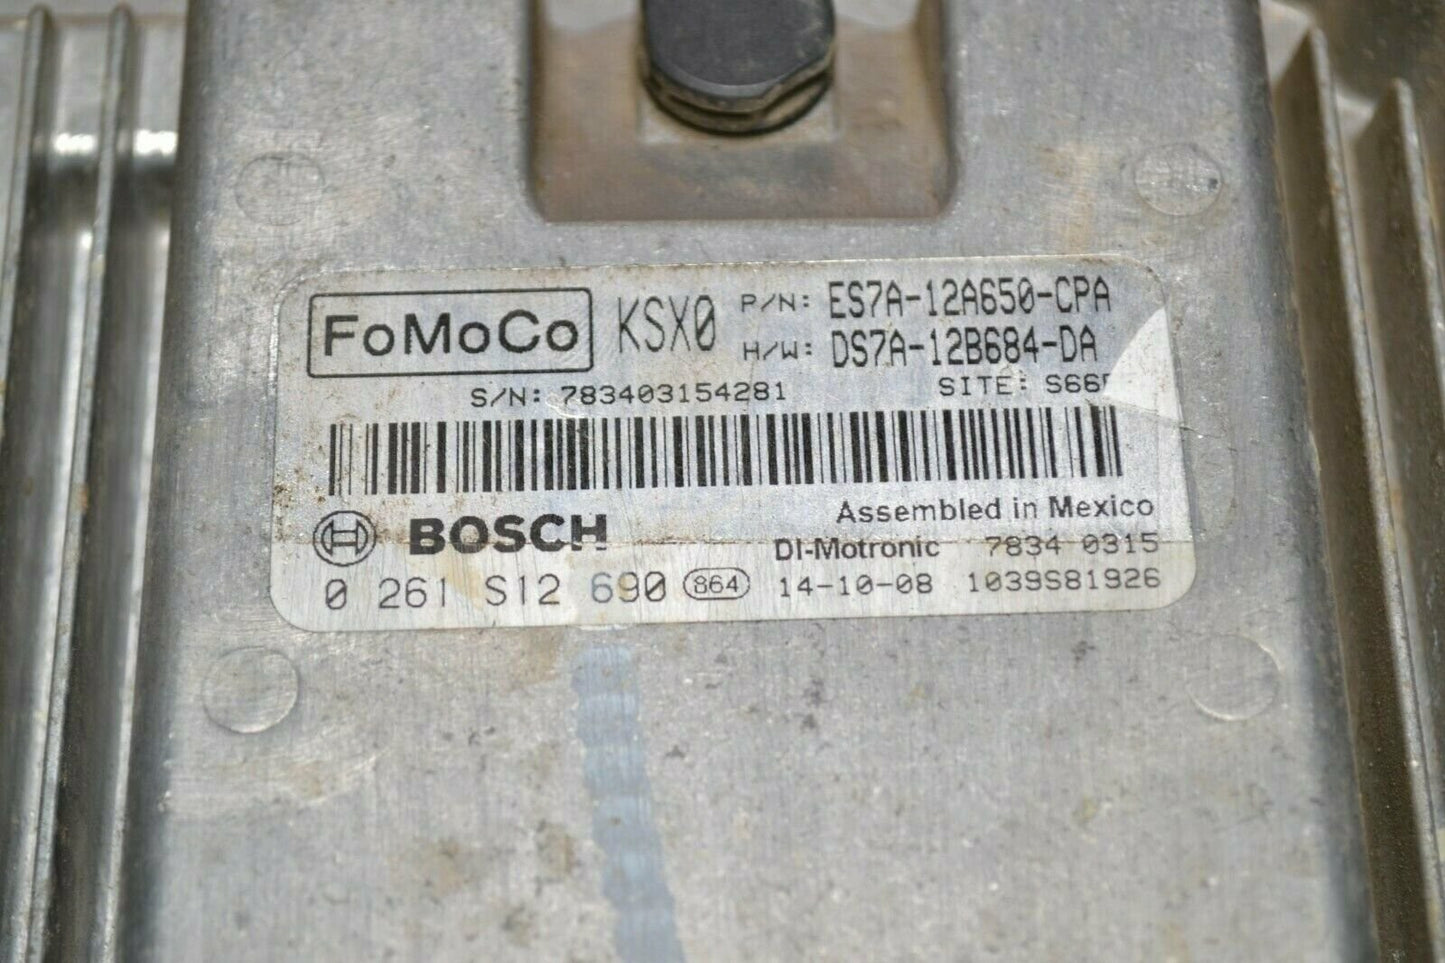 FoMoCo KSX0 P/N: ES7A-12A650-CPA
H/W: DS7A-12B684-DA
S/N: 783403154281 SITE:
BOSCH Assembled in Mexico
DI-Motronic 7834 0315
0 261 S12 690 864 14-10-08 1039S81926